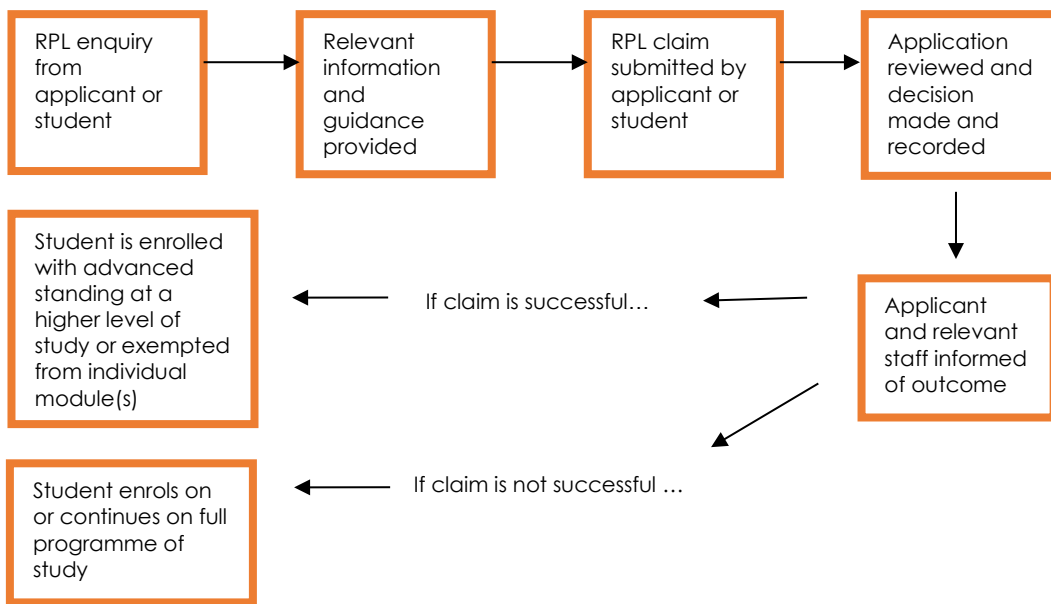 RPL enquiry
from
applicant or
student
Relevant
information
and
guidance
provided
RPL claim
submitted by
applicant or
student
Application
reviewed and
decision
made and
recorded
Student is enrolled
with advanced
standing at a
higher level of
study or exempted
from individual
module(s)
If claim is successful…
Applicant
and relevant
staff informed
of outcome
If claim is not successful …
Student enrols on
or continues on full
programme of
study